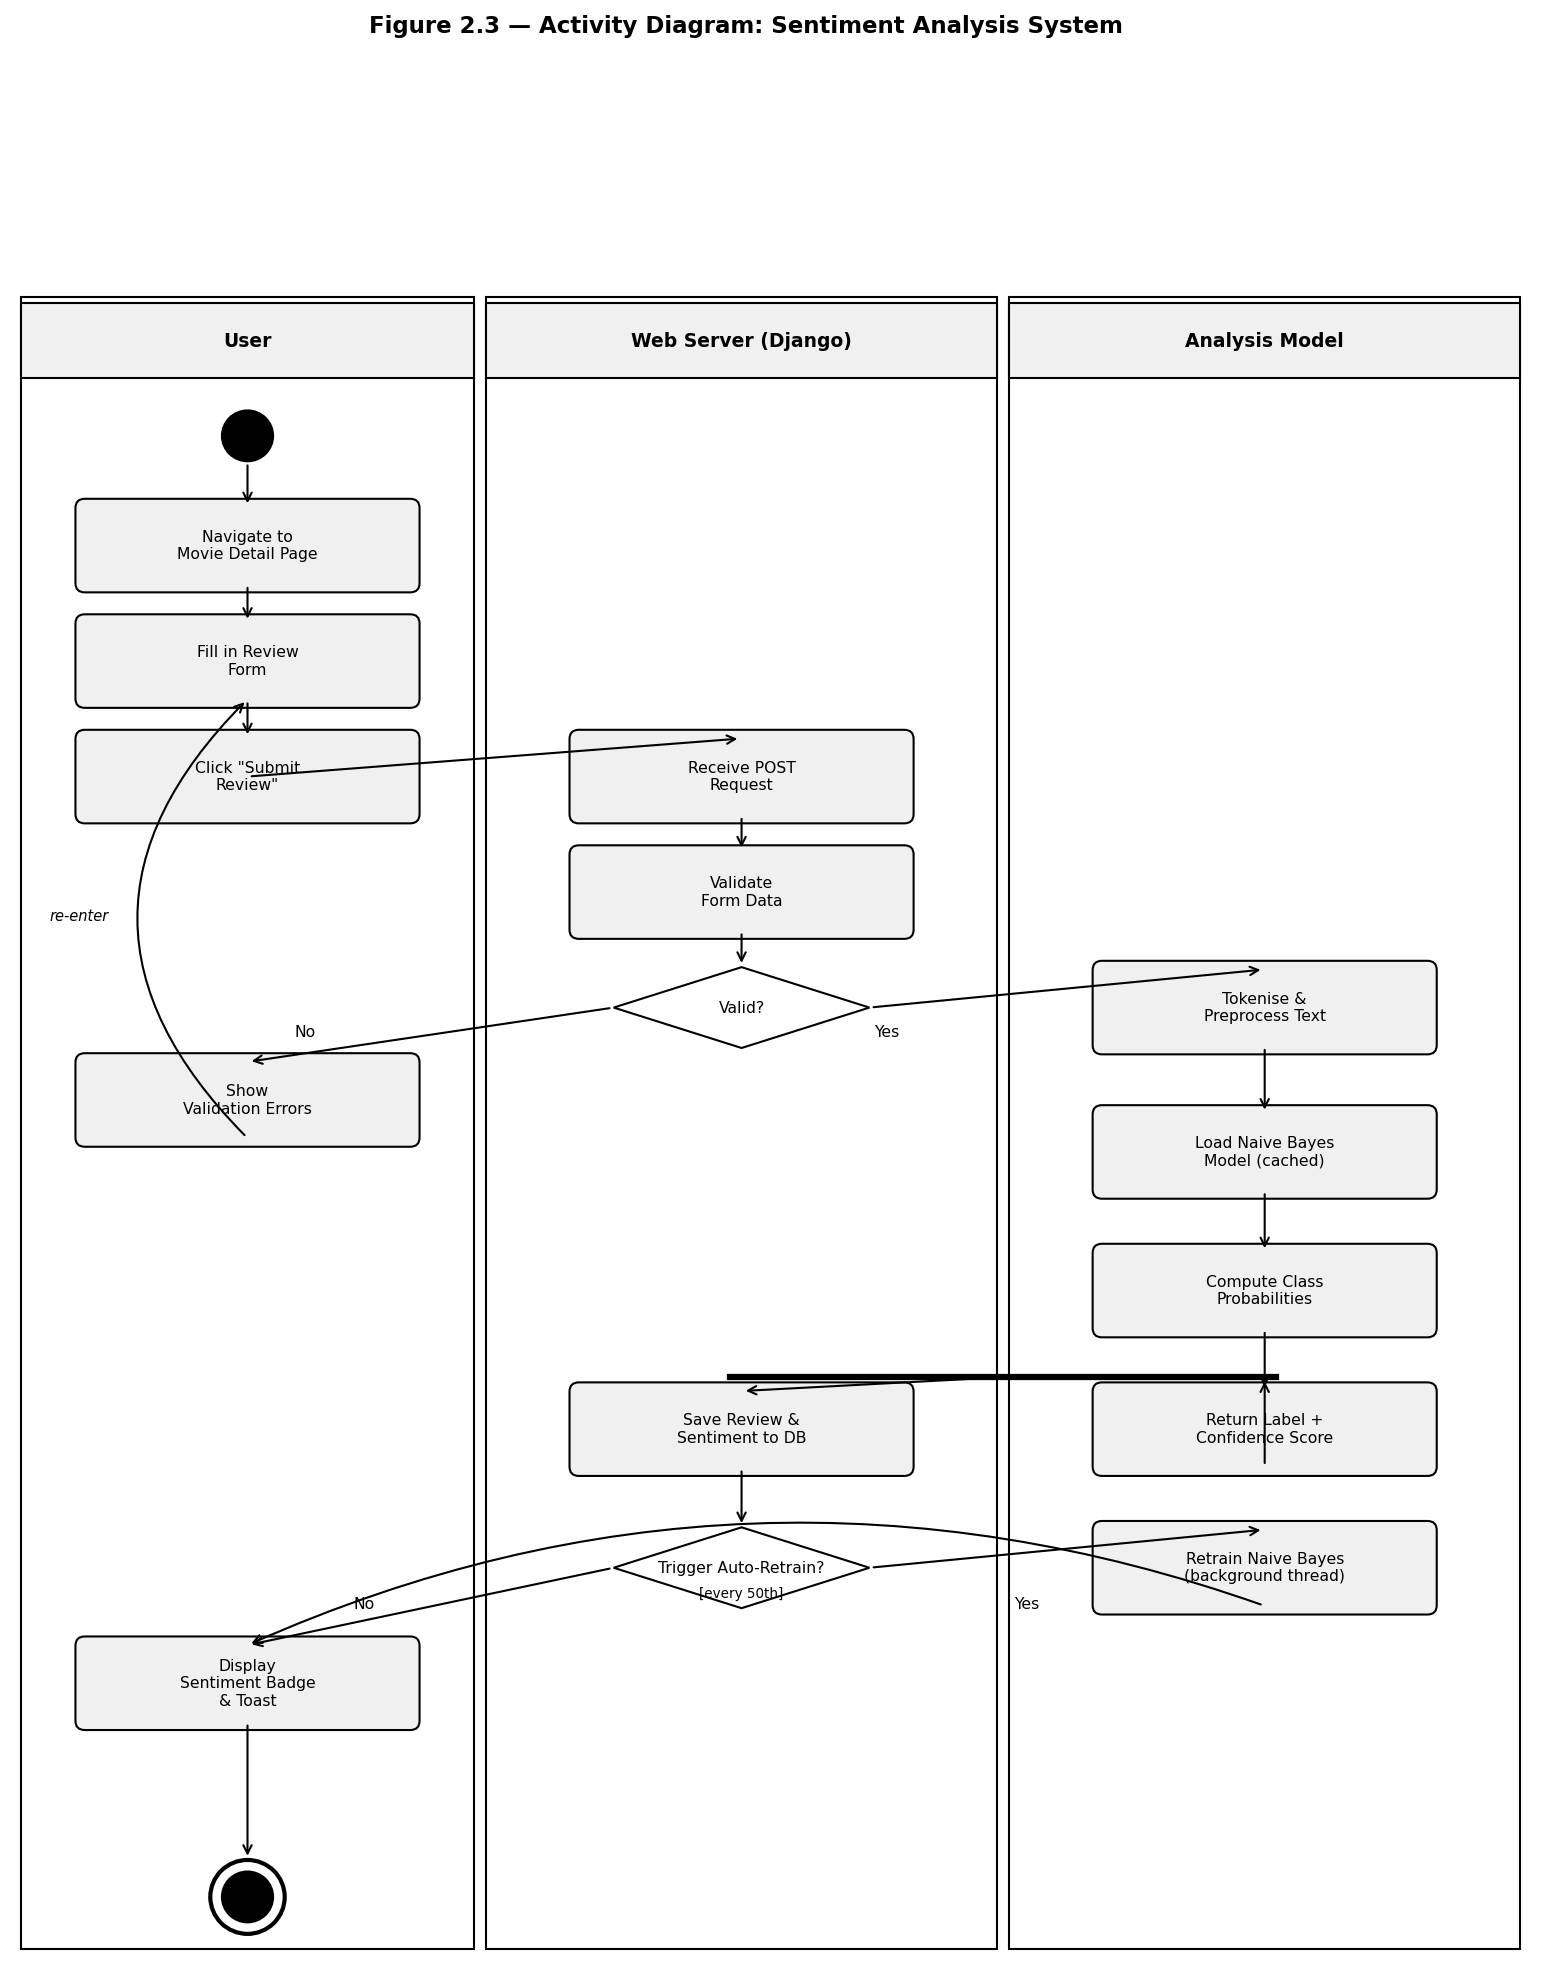 Figure 2.3 — Activity Diagram: Sentiment Analysis System
User
Web Server (Django)
Analysis Model
Navigate to
Movie Detail Page
Fill in Review
Form
Click "Submit
Review"
Receive POST
Request
Validate
Form Data
re-enter
Valid?
No
Yes
Tokenise &
Preprocess Text
Show
Validation Errors
Load Naive Bayes
Model (cached)
Compute Class
Probabilities
Save Review &
Sentiment to DB
Return Label +
Confidence Score
Trigger Auto-Retrain?
[every 50th]
No
Yes
Retrain Naive Bayes
(background thread)
Display
Sentiment Badge
& Toast